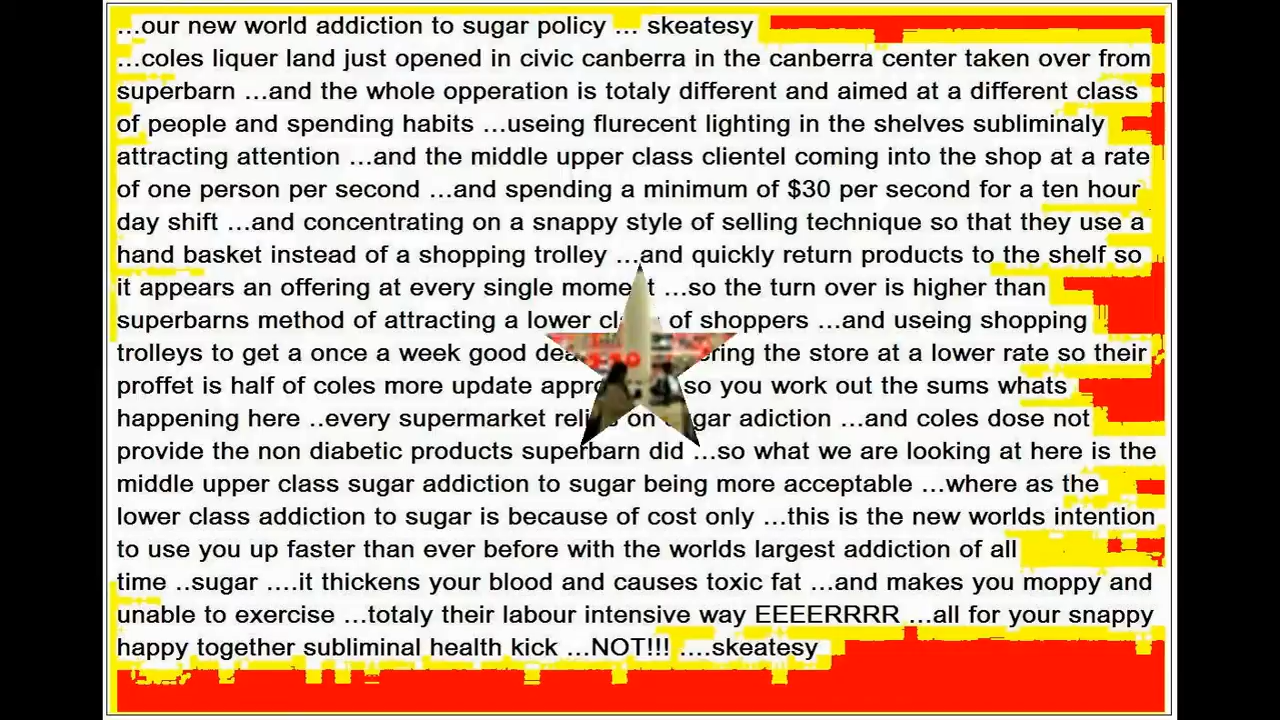 ...our new world addiction to sugar policy ... skeatesy
...coles liquer land just opened in civic canberra in the canberra center taken over from
superbarn ...and the whole opperation is totaly different and aimed at a different class
of people and spending habits ...useing flurecent lighting in the shelves subliminaly
attracting attention ...and the middle upper class clientel coming into the shop at a rate
of one person per second ...and spending a minimum of $30 per second for a ten hour
day shift ...and concentrating on a snappy style of selling technique so that they use a
hand basket instead of a shopping trolley ...and quickly return products to the shelf so
it appears an offering at every single moment ...so the turn over is higher than
superbarns method of attracting a lower of shoppers ...and useing shopping
trolleys to get a once a week good the store at a lower rate so their
proffet is half of coles more update so you work out the sums whats
happening here ..every supermarket on adiction ...and coles dose not
provide the non diabetic products superbarn did ...so what we are looking at here is the
middle upper class sugar addiction to sugar being more acceptable ...where as the
lower class addiction to sugar is because of cost only ...this is the new worlds intention
to use you up faster than ever before with the worlds largest addiction of all
time ..sugar ....it thickens your blood and causes toxic fat ...and makes you moppy and
unable to exercise ...totaly their labour intensive way EEEERRRR ...all for your snappy
happy together subliminal health kick ...NOT!!! ....skeatesy